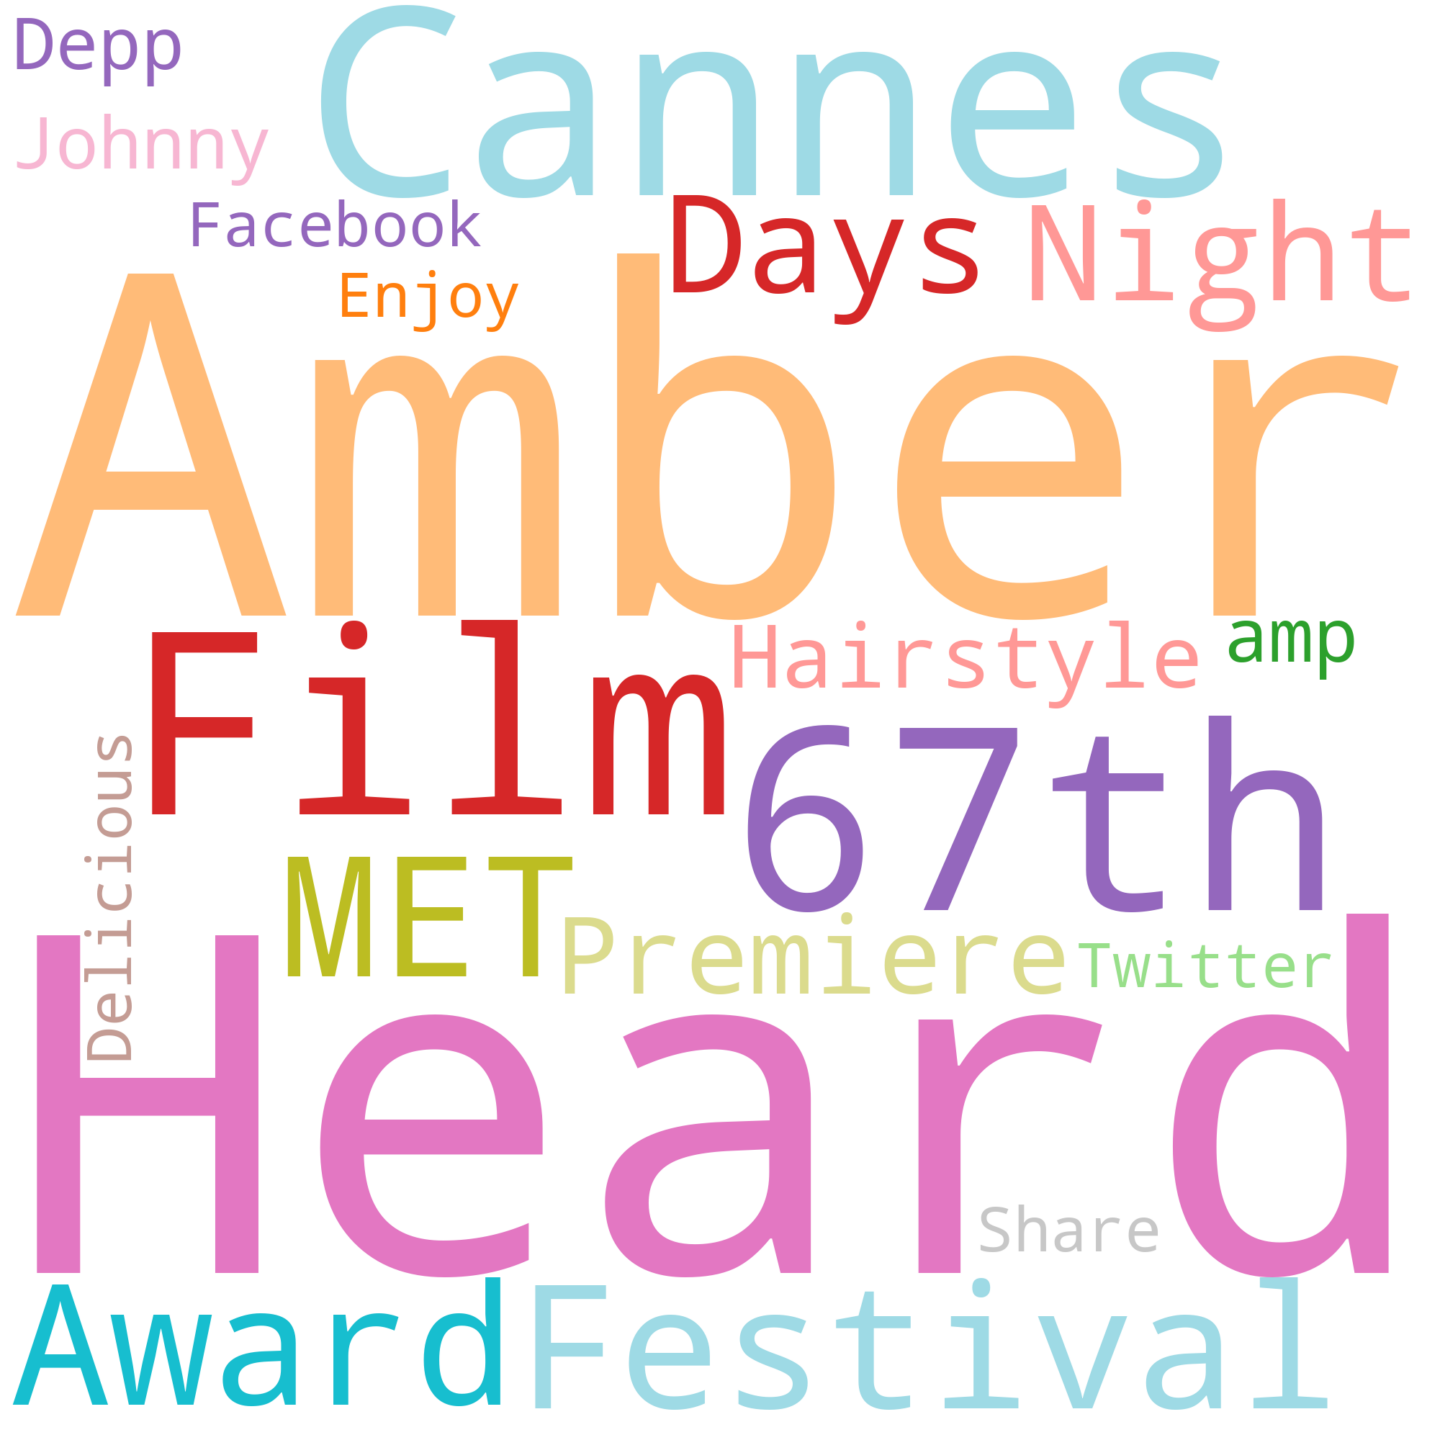 Depp
Cannes
Johnny
Facebook
Days
Night
Enjoy
Amber
Film
Hairstyle
amp
67th
Delicious
MET
Premiere
Twitter
Heard
Share
Award
Festival